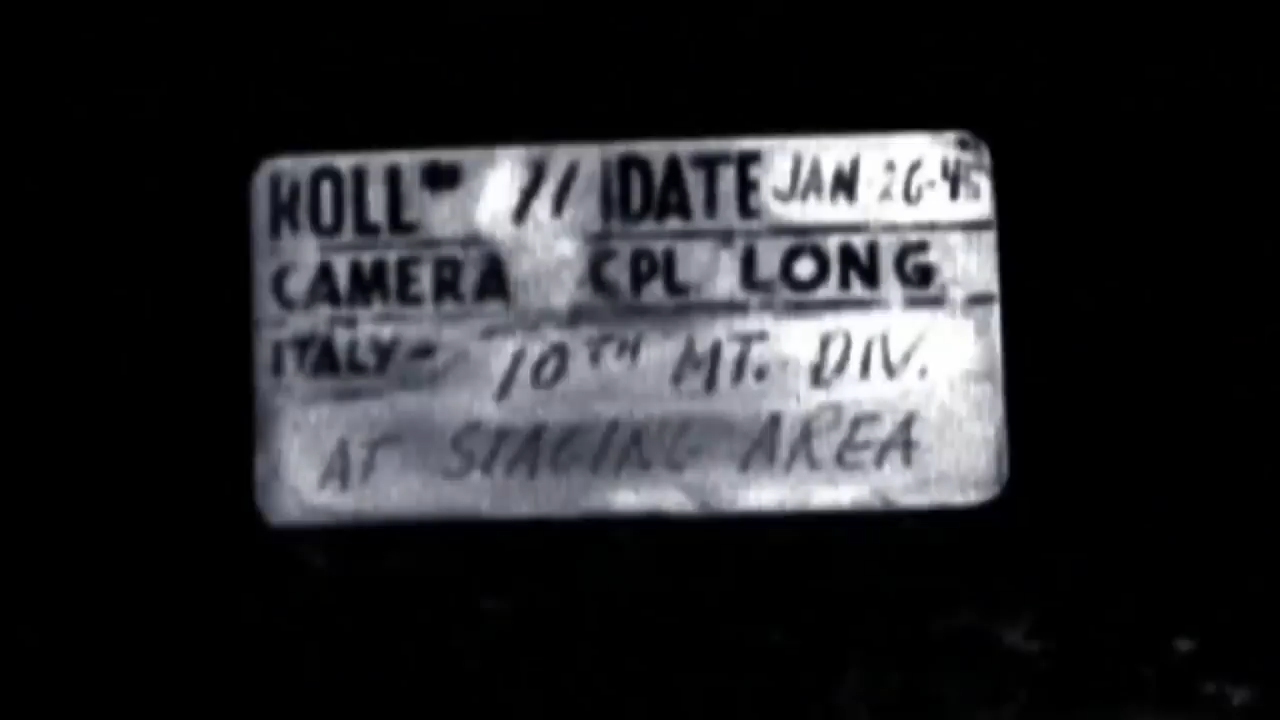 ROLL# 11 DATE JAN-26-45
CAMERA CPL LONG
ITALY- 10TH MT. DIV.
AT STAGING AREA